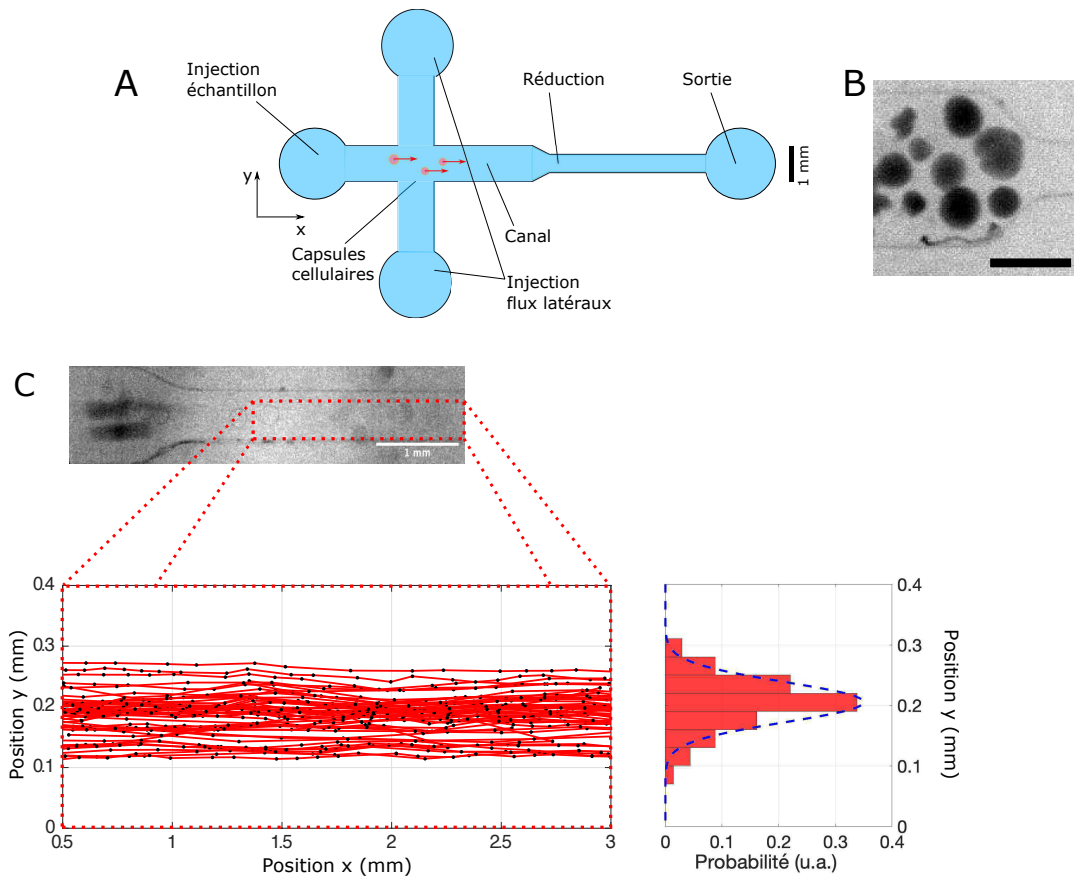 A
Injection
échantillon
Réduction
Sortie
B
1 mm
y
x
Canal
Capsules
cellulaires
Injection
flux latéraux
C
1 mm
0.4
0.3
0.2
0.1
0
Position y (mm)
0.5
1
1.5
2
2.5
3
Position x (mm)
0.4
0.3
0.2
0.1
0
Position y (mm)
0
0.1
0.2
0.3
0.4
Probabilité (u.a.)